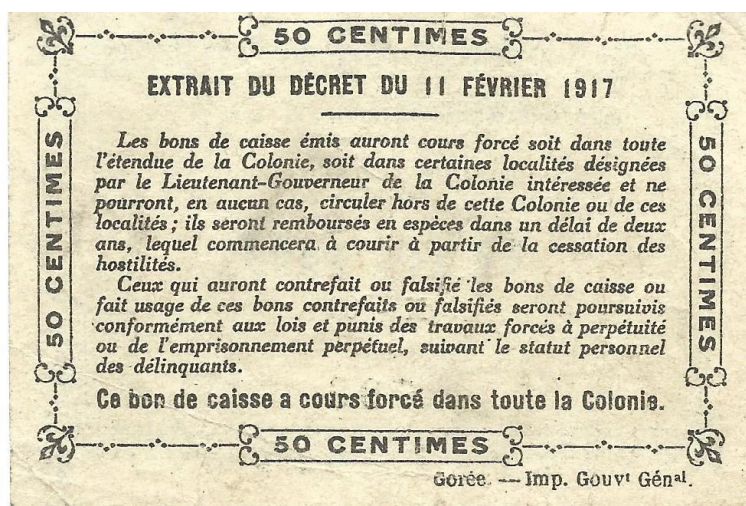 50 CENTIMES
EXTRAIT DU DÉCRET DU 11 FÉVRIER 1917
Les bons de caisse émis auront cours forcé soit dans toute
l'étendue de la Colonie, soit dans certaines localités désignées
par le Lieutenant-Gouverneur de la Colonie intéressée et ne
pourront, en aucun cas, circuler hors de cette Colonie ou de ces
localités ; ils seront remboursés en espèces dans un délai de deux
ans, lequel commencera à courir à partir de la cessation des
hostilités.
Ceux qui auront contrefait ou falsifié les bons de caisse ou
fait usage de ces bons contrefaits ou falsifiés seront poursuivis
conformément aux lois et punis des travaux forcés à perpétuité
ou de l'emprisonnement perpétuel, suivant le statut personnel
des délinquants.
Ce bon de caisse a cours forcé dans toute la Colonie.
50 CENTIMES
50 CENTIMES
50 CENTIMES
Gorée. — Imp. Gouvt Génal.